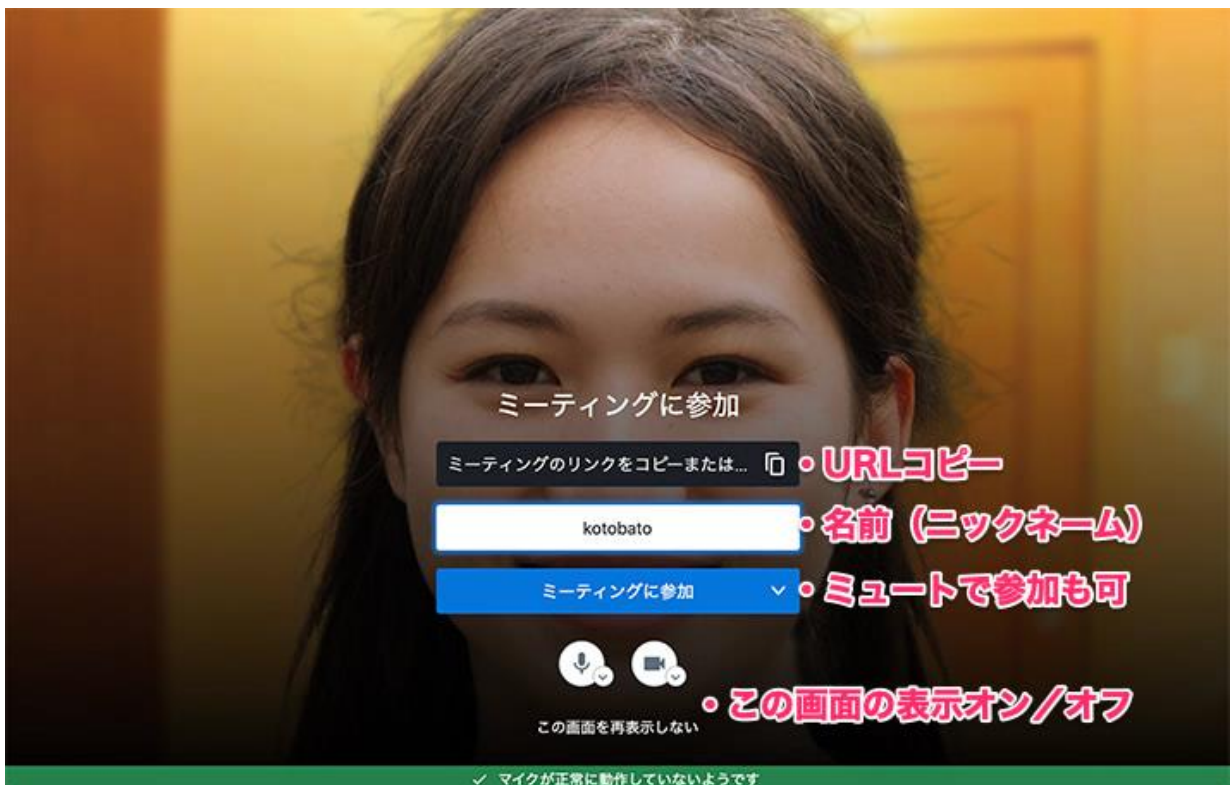 ミーティングに参加
ミーティングのリンクをコピーまたは...
• URLコピー
kotobato
• 名前（ニックネーム）
ミーティングに参加
• ミュートで参加も可
• この画面の表示オン／オフ
この画面を再表示しない
✓ マイクが正常に動作していないようです